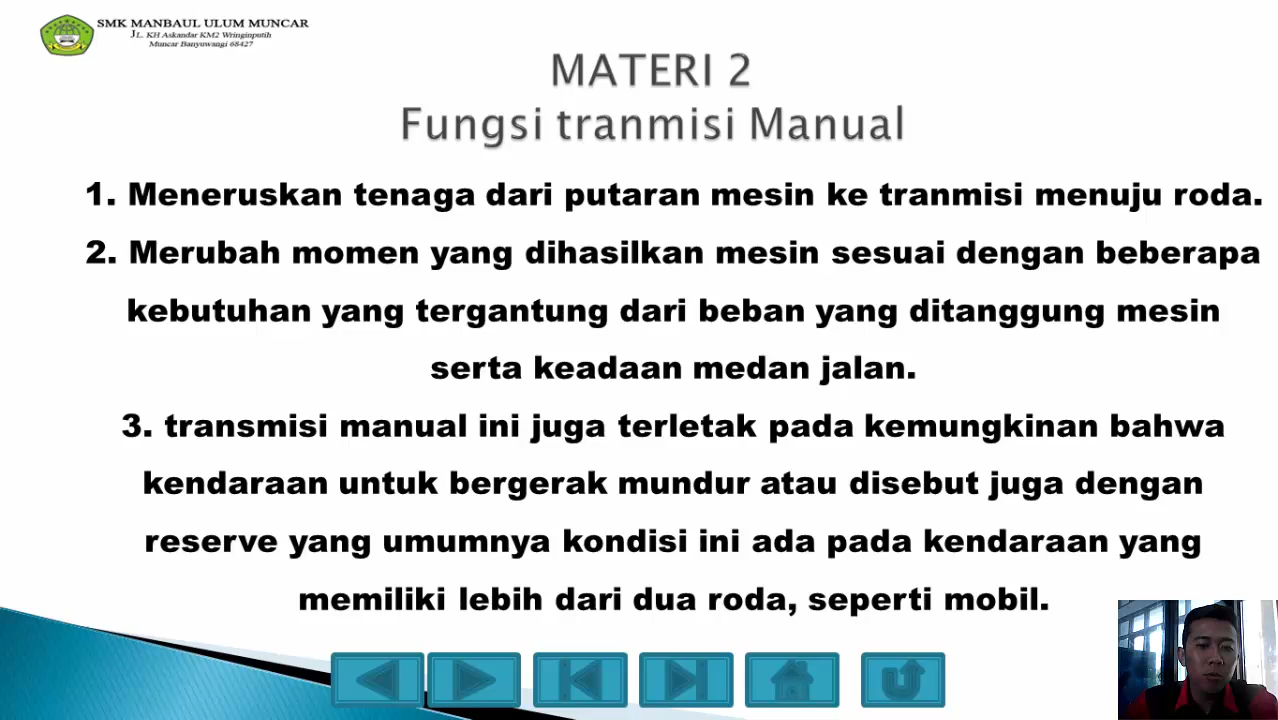 SMK MANBAUL ULUM MUNCAR
JL. KH Askandar KM2 Wringinputih
Muncar Banyuwangi 68427
MATERI 2
Fungsi tranmisi Manual
1. Meneruskan tenaga dari putaran mesin ke tranmisi menuju roda.
2. Merubah momen yang dihasilkan mesin sesuai dengan beberapa
kebutuhan yang tergantung dari beban yang ditanggung mesin
serta keadaan medan jalan.
3. transmisi manual ini juga terletak pada kemungkinan bahwa
kendaraan untuk bergerak mundur atau disebut juga dengan
reserve yang umumnya kondisi ini ada pada kendaraan yang
memiliki lebih dari dua roda, seperti mobil.